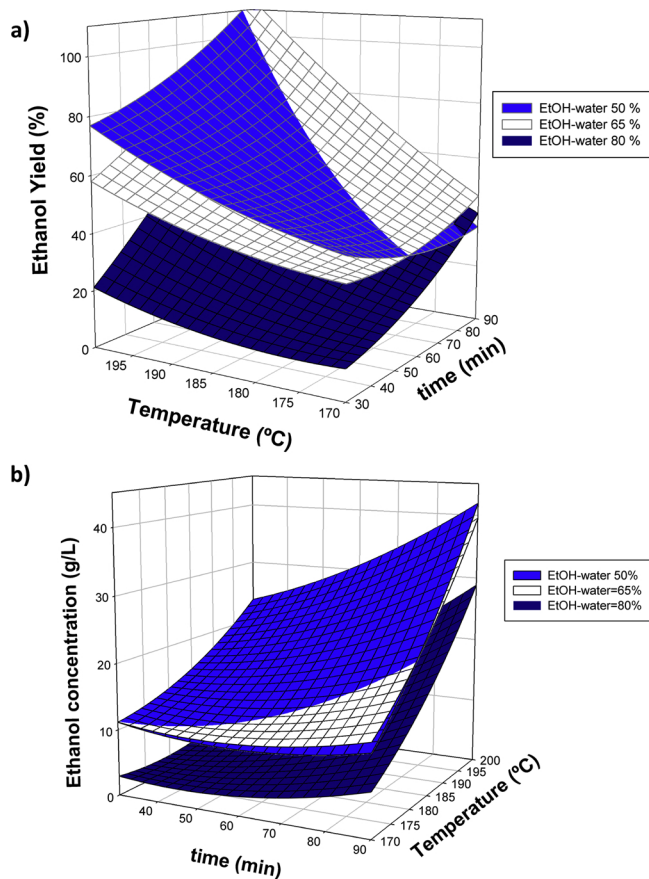 a)
Ethanol Yield (%)
100
80
60
40
20
0
195
190
185
180
175
170
Temperature (ºC)
30
40
50
60
70
80
90
time (min)
EtOH-water 50 %
EtOH-water 65 %
EtOH-water 80 %
b)
Ethanol concentration (g/L)
40
30
20
10
0
40
50
60
70
80
90
time (min)
170
175
180
185
190
195
200
Temperature (ºC)
EtOH-water 50%
EtOH-water=65%
EtOH-water=80%